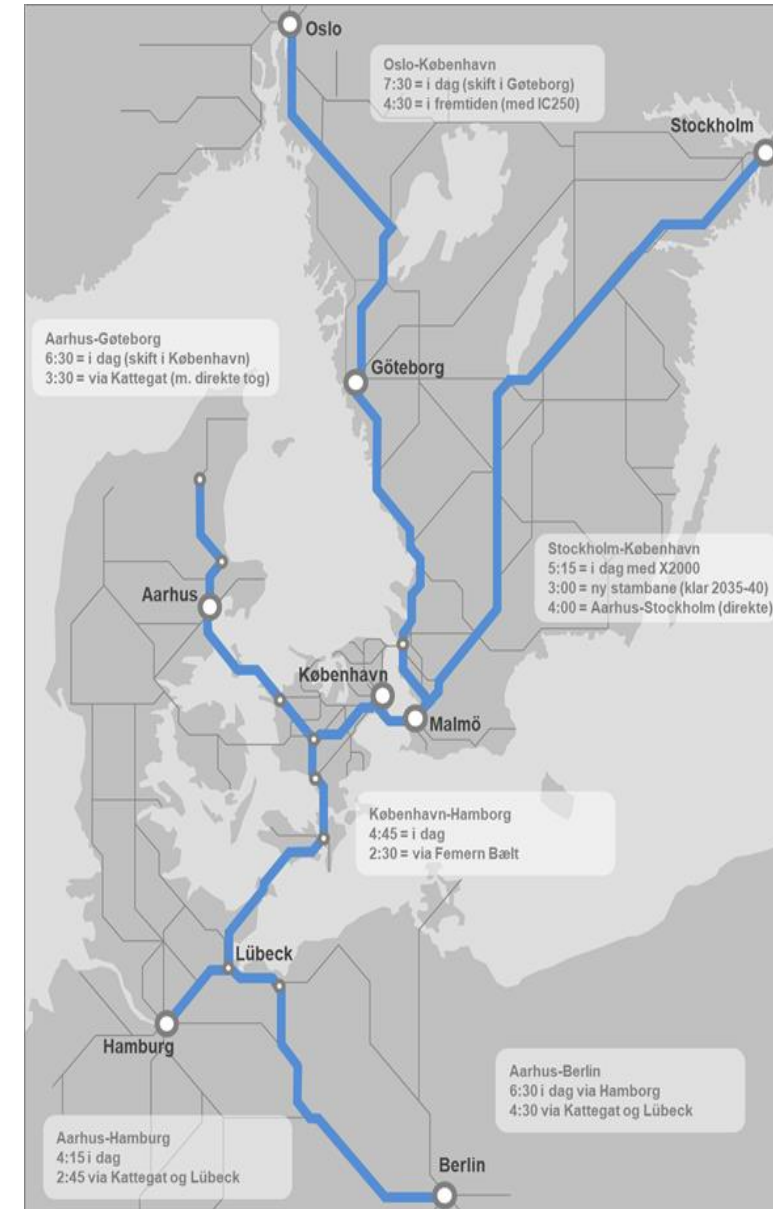 Oslo
Oslo-København
7:30 = i dag (skift i Gøteborg)
4:30 = i fremtiden (med IC250)
Stockholm
Aarhus-Gøteborg
6:30 = i dag (skift i København)
3:30 = via Kattegat (m. direkte tog)
Göteborg
Stockholm-København
5:15 = i dag med X2000
3:00 = ny stambane (klar 2035-40)
4:00 = Aarhus-Stockholm (direkte)
Aarhus
København
Malmö
København-Hamborg
4:45 = i dag
2:30 = via Femern Bælt
Lübeck
Hamburg
Aarhus-Berlin
6:30 i dag via Hamborg
4:30 via Kattegat og Lübeck
Aarhus-Hamburg
4:15 i dag
2:45 via Kattegat og Lübeck
Berlin